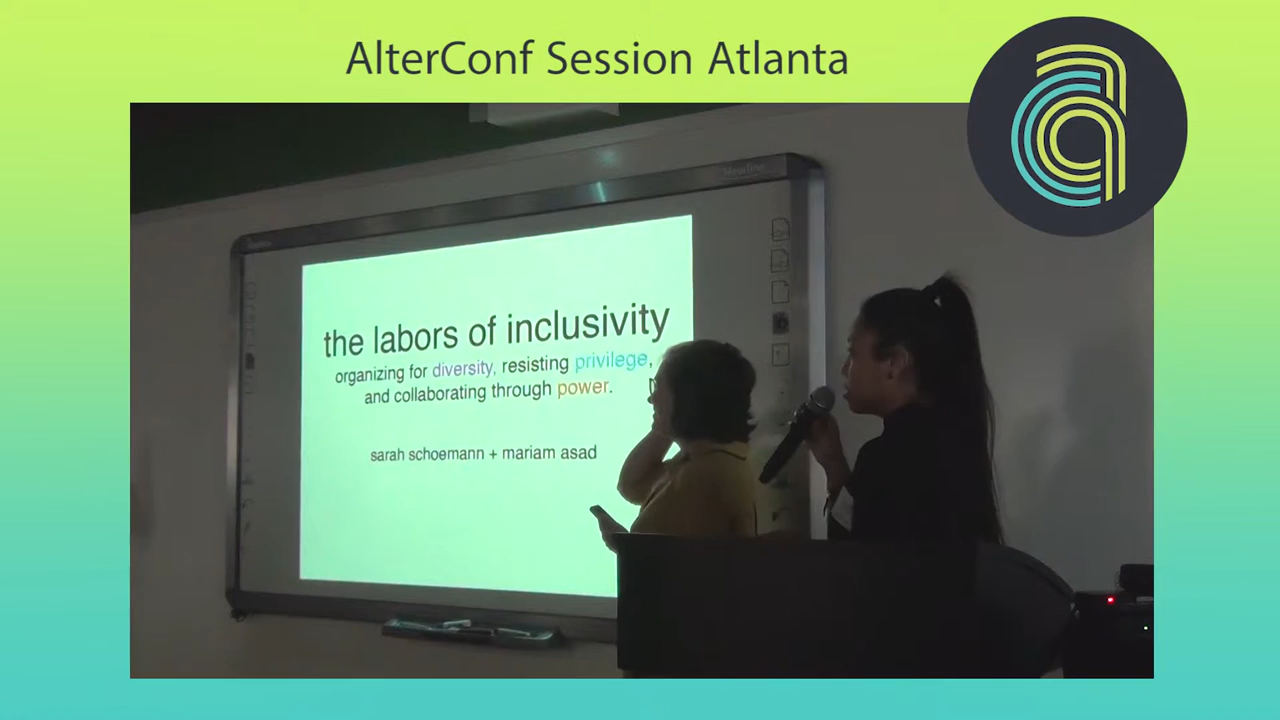 AlterConf Session Atlanta
the labors of inclusivity
organizing for diversity, resisting privilege,
and collaborating through power.
sarah schoemann + mariam asad